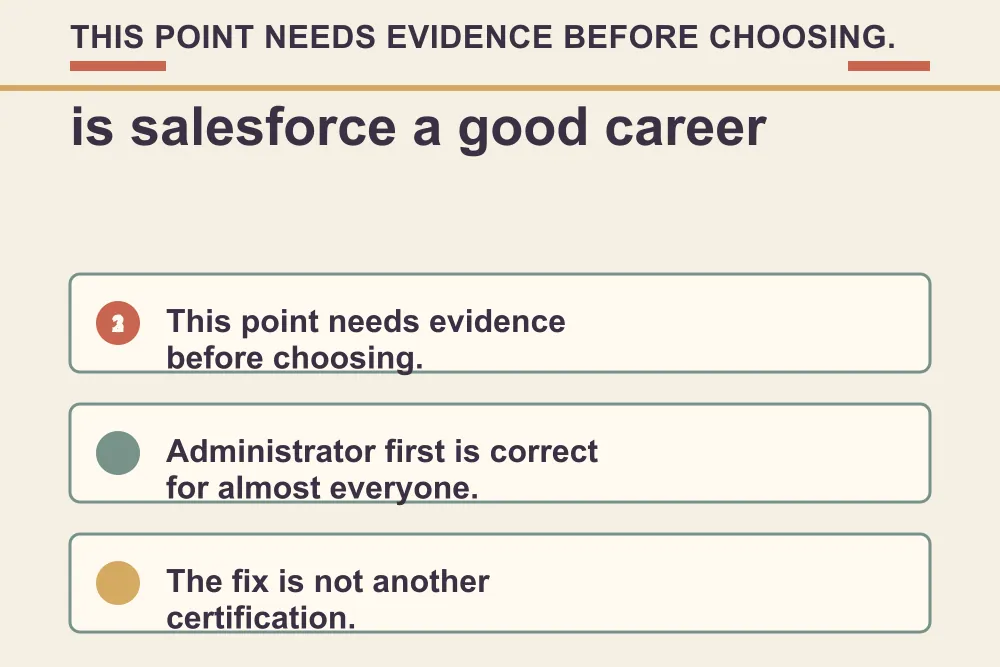 THIS POINT NEEDS EVIDENCE BEFORE CHOOSING.
is salesforce a good career
This point needs evidence
before choosing.
Administrator first is correct
for almost everyone.
The fix is not another
certification.